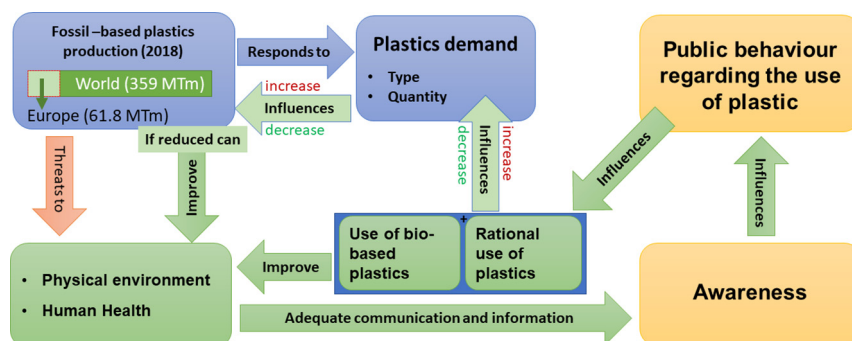 Fossil –based plastics
production (2018)
World (359 MTm)
Europe (61.8 MTm)
If reduced can
Responds to
increase
Influences
decrease
Plastics demand
• Type
• Quantity
Public behaviour
regarding the use
of plastic
Threats to
Improve
decrease
Influences
increase
Influences
Influences
+
Use of bio-
based
plastics
Rational
use of
plastics
Improve
• Physical environment
• Human Health
Adequate communication and information
Awareness